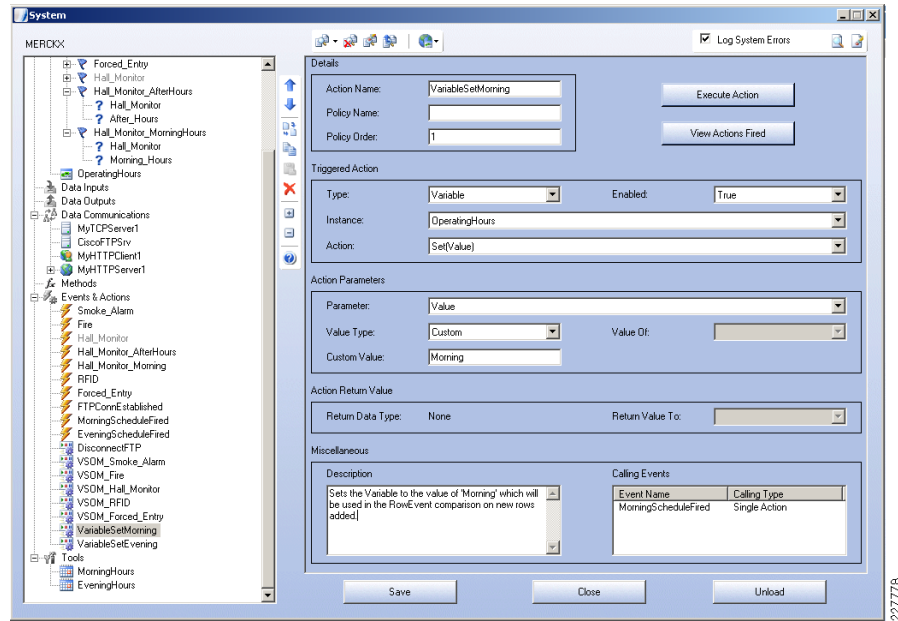 System
MERCKX
Log System Errors
Forced_Entry
Hall_Monitor
Hall_Monitor_AfterHours
Hall_Monitor
After_Hours
Hall_Monitor_MorningHours
Hall_Monitor
Morning_Hours
OperatingHours
Data Inputs
Data Outputs
Data Communications
MyTCPServer1
CiscoFTPSrv
MyHTTPClient1
MyHTTPServer1
Methods
Events & Actions
Smoke_Alarm
Fire
Hall_Monitor
Hall_Monitor_AfterHours
Hall_Monitor_Morning
RFID
Forced_Entry
FTPConnEstablished
MorningScheduleFired
EveningScheduleFired
DisconnectFTP
VSOM_Smoke_Alarm
VSOM_Fire
VSOM_Hall_Monitor
VSOM_RFID
VSOM_Forced_Entry
VariableSetMorning
VariableSetEvening
Tools
MorningHours
EveningHours
Details
Action Name: VariableSetMorning
Execute Action
Policy Name:
Policy Order: 1
View Actions Fired
Triggered Action
Type: Variable Enabled: True
Instance: OperatingHours
Action: Set(Value)
Action Parameters
Parameter: Value
Value Type: Custom Value Of:
Custom Value: Morning
Action Return Value
Return Data Type: None Return Value To:
Miscellaneous
Description
Sets the Variable to the value of 'Morning' which will
be used in the RowEvent comparison on new rows
added.
Calling Events
Event Name Calling Type
MorningScheduleFired Single Action
Save Close Unload
227778